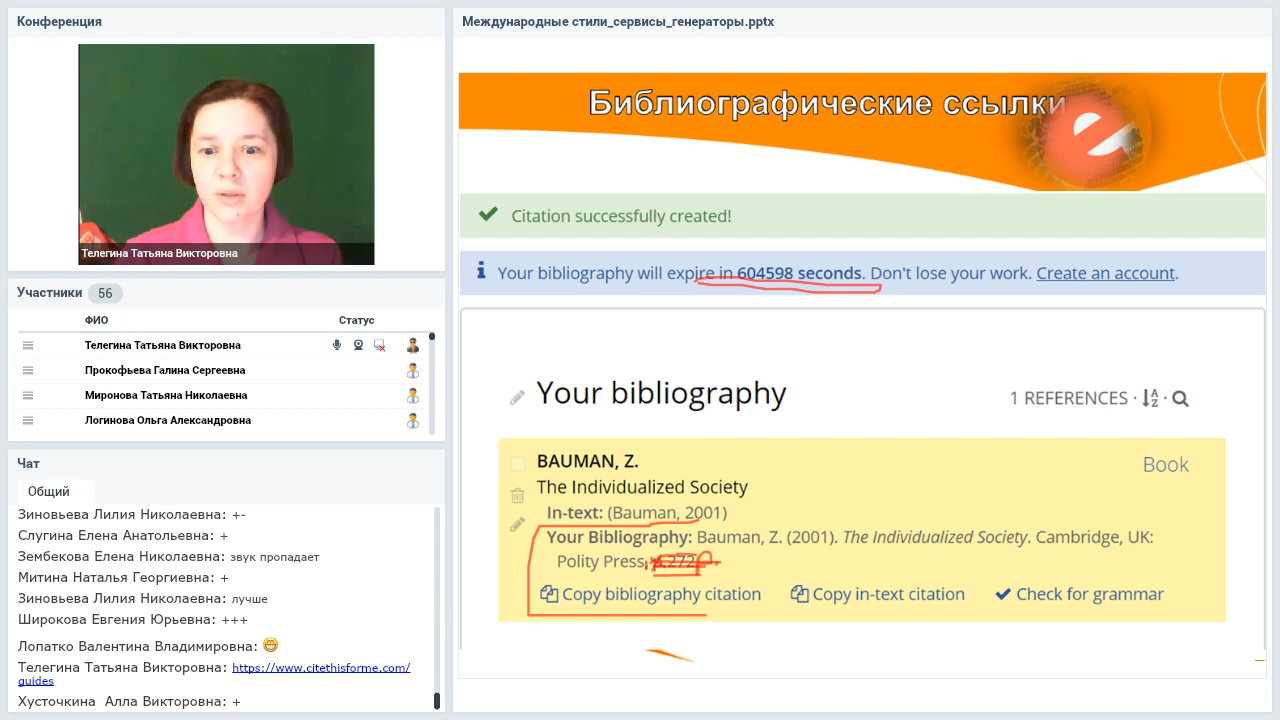 Конференция
Телегина Татьяна Викторовна
Участники 56
ФИО Статус
Телегина Татьяна Викторовна
Прокофьева Галина Сергеевна
Миронова Татьяна Николаевна
Логинова Ольга Александровна
Чат
Общий
Зиновьева Лилия Николаевна: +-
Слугина Елена Анатольевна: +
Зембекова Елена Николаевна: звук пропадает
Митина Наталья Георгиевна: +
Зиновьева Лилия Николаевна: лучше
Широкова Евгения Юрьевна: +++
Лопатко Валентина Владимировна: 😁
Телегина Татьяна Викторовна: https://www.citethisforme.com/
guides
Хусточкина Алла Викторовна: +
Международные стили_сервисы_генераторы.pptx
Библиографические ссылки
Citation successfully created!
Your bibliography will expire in 604598 seconds. Don't lose your work. Create an account.
Your bibliography 1 REFERENCES · A Z ·
BAUMAN, Z. Book
The Individualized Society
In-text: (Bauman, 2001)
Your Bibliography: Bauman, Z. (2001). The Individualized Society. Cambridge, UK:
Polity Press,
Copy bibliography citation Copy in-text citation Check for grammar